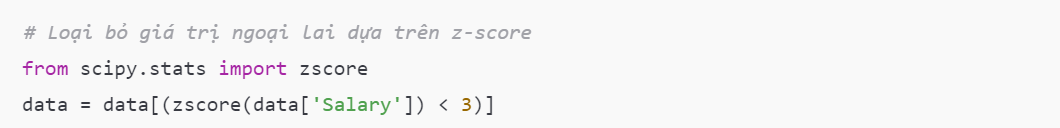 # Loại bỏ giá trị ngoại lai dựa trên z-score
from scipy.stats import zscore
data = data[(zscore(data['Salary']) < 3)]